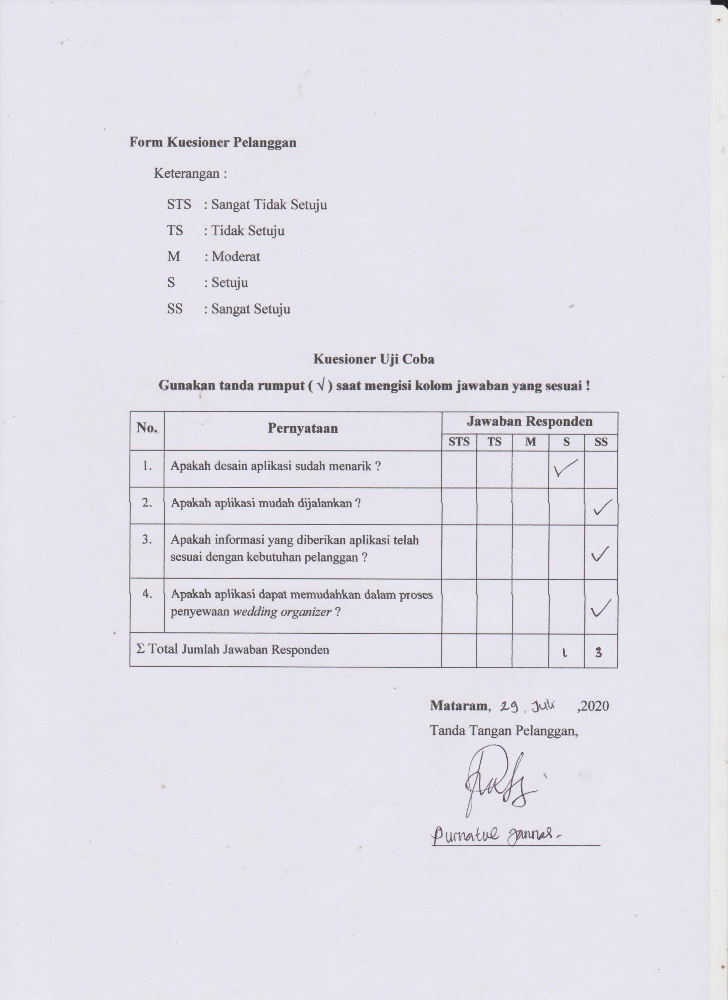 Form Kuesioner Pelanggan
Keterangan :
STS : Sangat Tidak Setuju
TS : Tidak Setuju
M : Moderat
S : Setuju
SS : Sangat Setuju
Kuesioner Uji Coba
Gunakan tanda rumput ( √ ) saat mengisi kolom jawaban yang sesuai !
No. Pernyataan Jawaban Responden
STS TS M S SS
1. Apakah desain aplikasi sudah menarik ? ✓
2. Apakah aplikasi mudah dijalankan ? ✓
3. Apakah informasi yang diberikan aplikasi telah
sesuai dengan kebutuhan pelanggan ? ✓
4. Apakah aplikasi dapat memudahkan dalam proses
penyewaan wedding organizer ? ✓
Σ Total Jumlah Jawaban Responden 1 3
Mataram, 29. Juli ,2020
Tanda Tangan Pelanggan,
Purnatul